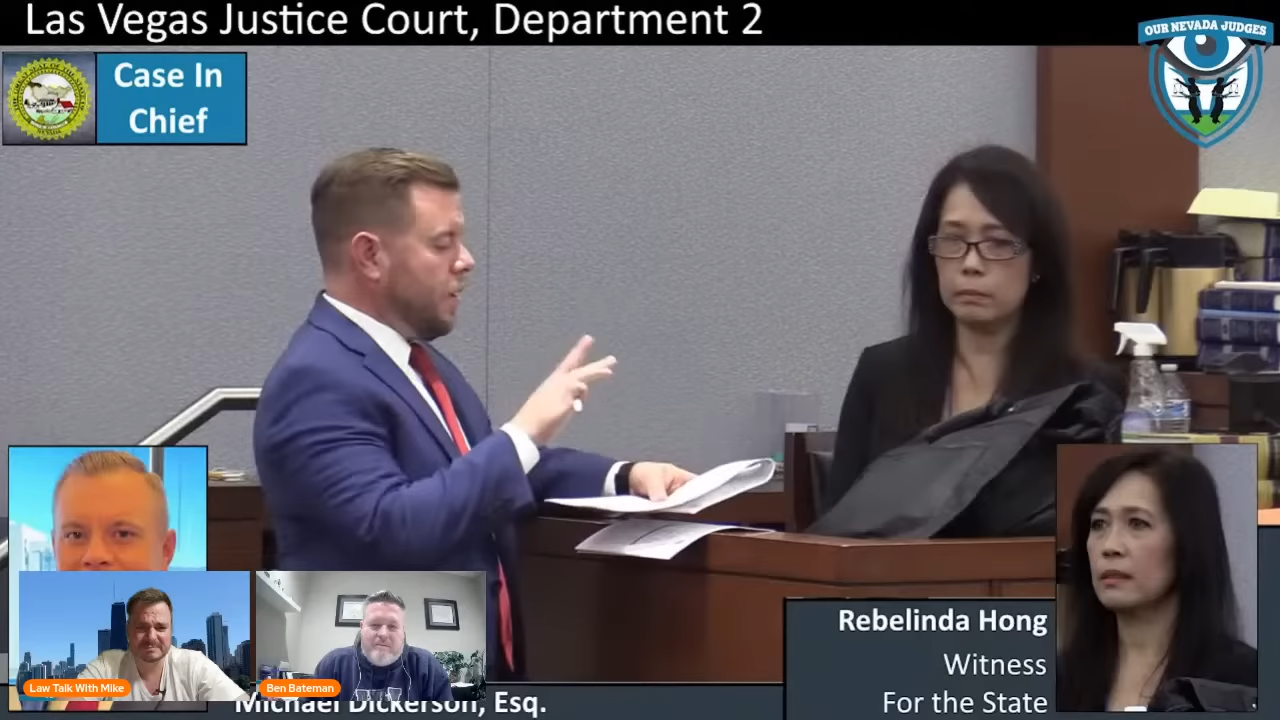 Las Vegas Justice Court, Department 2
OUR NEVADA JUDGES
Case In
Chief
Rebelinda Hong
Witness
For the State
Law Talk With Mike
Ben Bateman
Michael Dickerson, Esq.